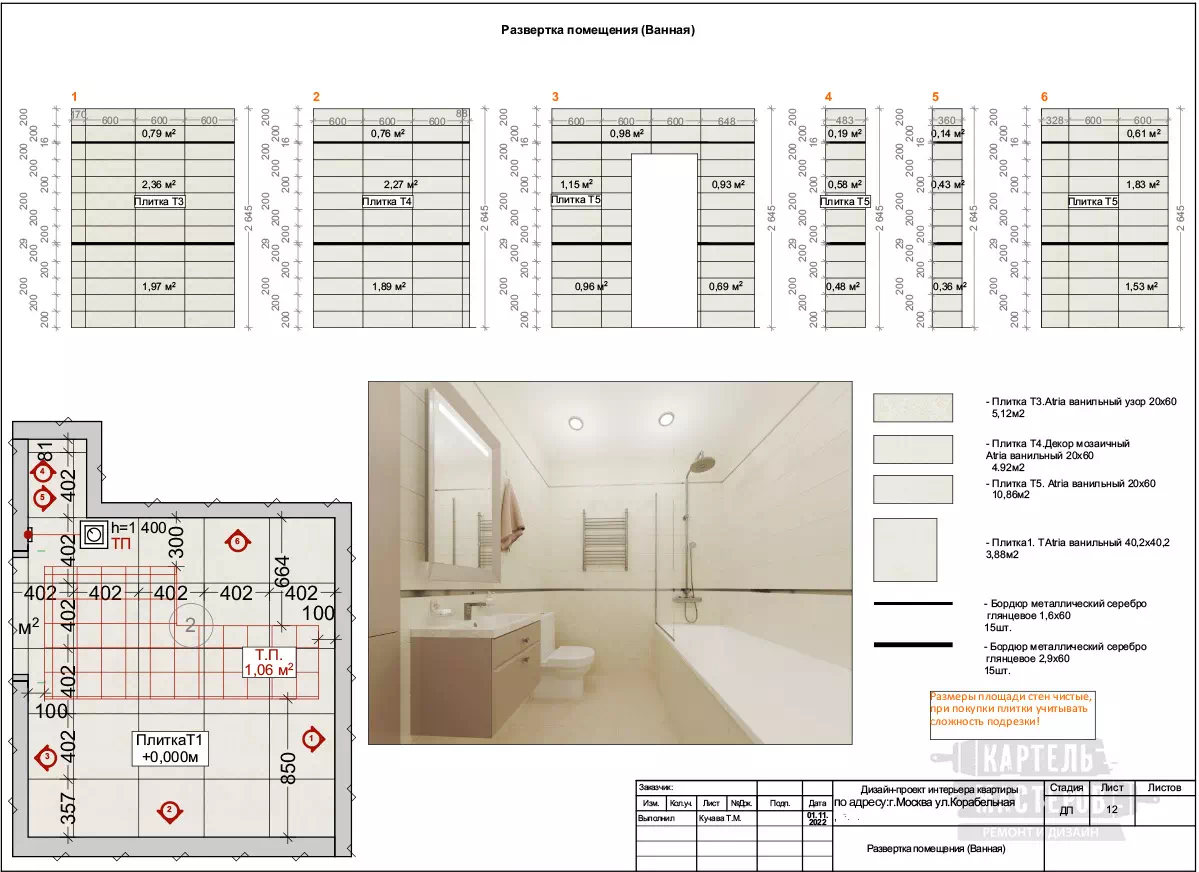 Развертка помещения (Ванная)
1
2
3
4
5
6
170
600
600
600
600
600
600
88
600
600
600
648
483
360
328
600
600
0,79 м²
0,76 м²
0,98 м²
0,19 м²
0,14 м²
0,61 м²
2,36 м²
2,27 м²
1,15 м²
0,93 м²
0,58 м²
0,43 м²
1,83 м²
Плитка Т3
Плитка Т4
Плитка Т5
Плитка Т5
Плитка Т5
1,97 м²
1,89 м²
0,96 м²
0,69 м²
0,48 м²
0,36 м²
1,53 м²
200
200
16
200
200
200
200
29
200
200
200
200
2 645
200
200
16
200
200
200
200
29
200
200
200
200
2 645
200
200
16
200
200
200
200
29
200
200
200
200
2 645
200
200
16
200
200
200
200
29
200
200
200
200
2 645
200
200
16
200
200
200
200
29
200
200
200
200
2 645
200
200
16
200
200
200
200
29
200
200
200
200
2 645
81
402
4
5
h=1 400
ТП
300
6
664
402
402
402
402
402
402
402
100
м²
2
Т.П.
1,06 м²
402
100
1
ПлиткаТ1
+0,000м
3
402
850
357
2
- Плитка Т3.Atria ванильный узор 20х60
5,12м2
- Плитка Т4.Декор мозаичный
Atria ванильный 20х60
4.92м2
- Плитка Т5. Atria ванильный 20х60
10,86м2
- Плитка1. ТAtria ванильный 40,2х40,2
3,88м2
- Бордюр металлический серебро
глянцевое 1,6х60
15шт.
- Бордюр металлический серебро
глянцевое 2,9х60
15шт.
Размеры площади стен чистые,
при покупки плитки учитывать
сложность подрезки!
КАРТЕЛЬ
МАСТЕРОВ
РЕМОНТ И ДИЗАЙН
Заказчик:
Изм. Кол.уч. Лист №Док. Подп. Дата
Выполнил Кучава Т.М. 01.11.
2022
Дизайн-проект интерьера квартиры
по адресу:г.Москва ул.Корабельная
Стадия Лист Листов
ДП 12
Развертка помещения (Ванная)